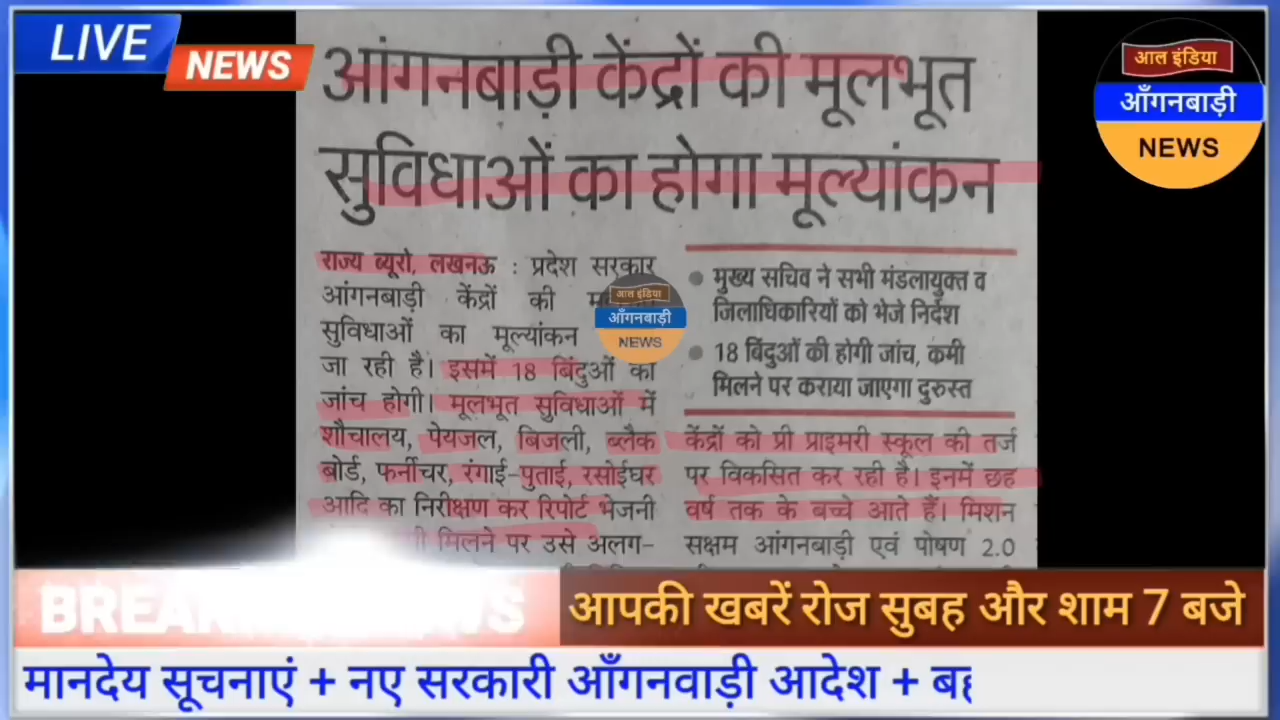 LIVE
NEWS
आल इंडिया
आँगनबाड़ी
NEWS
आंगनबाड़ी केंद्रों की मूलभूत
सुविधाओं का होगा मूल्यांकन
राज्य ब्यूरो, लखनऊ : प्रदेश सरकार
आंगनबाड़ी केंद्रों की
सुविधाओं का मूल्यांकन
जा रही है। इसमें 18 बिंदुओं की
जांच होगी। मूलभूत सुविधाओं में
शौचालय, पेयजल, बिजली, ब्लैक
बोर्ड, फर्नीचर, रंगाई-पुताई, रसोईघर
आदि का निरीक्षण कर रिपोर्ट भेजनी
मिलने पर उसे अलग-
आल इंडिया
आँगनबाड़ी
NEWS
● मुख्य सचिव ने सभी मंडलायुक्त व
जिलाधिकारियों को भेजे निर्देश
● 18 बिंदुओं की होगी जांच, कमी
मिलने पर कराया जाएगा दुरुस्त
केंद्रों को प्री प्राइमरी स्कूल की तर्ज
पर विकसित कर रही है। इनमें छह
वर्ष तक के बच्चे आते हैं। मिशन
सक्षम आंगनबाड़ी एवं पोषण 2.0
BREAKING NEWS
आपकी खबरें रोज सुबह और शाम 7 बजे
मानदेय सूचनाएं + नए सरकारी आँगनवाड़ी आदेश +